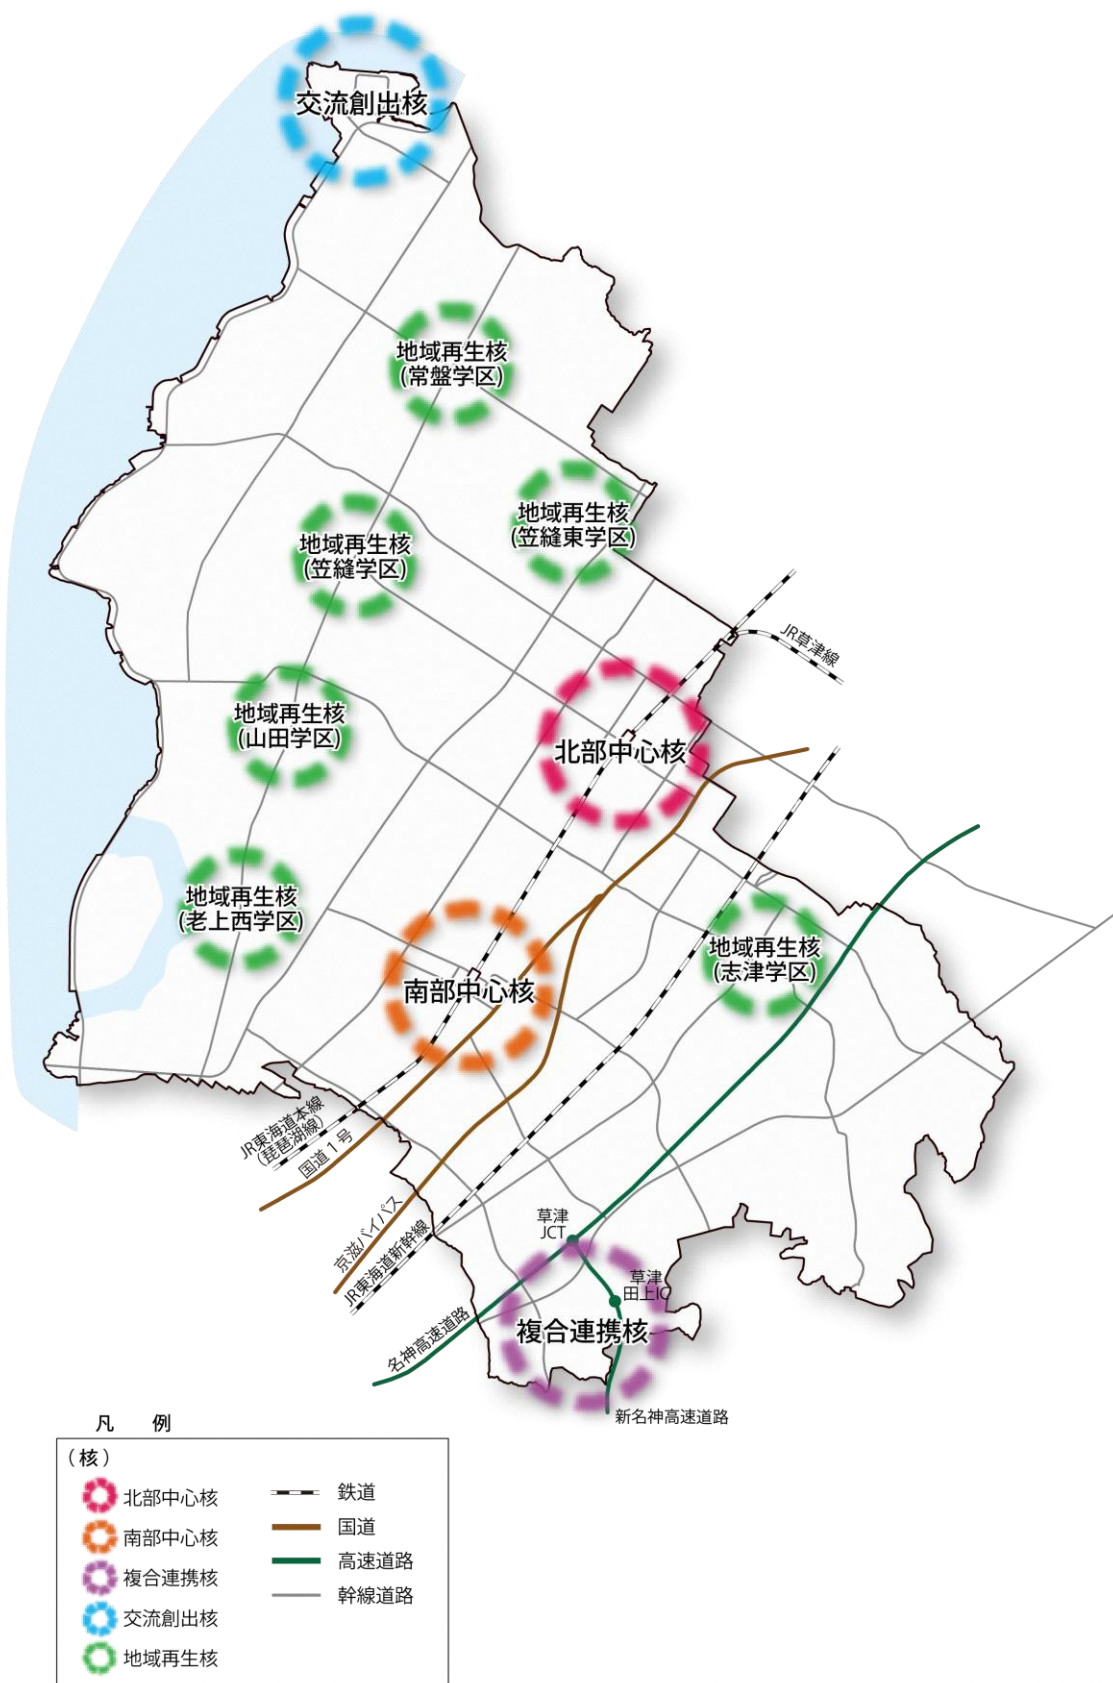 交流創出核
地域再生核
(常盤学区)
地域再生核
(笠縫東学区)
地域再生核
(笠縫学区)
JR草津線
地域再生核
(山田学区)
北部中心核
地域再生核
(老上西学区)
地域再生核
(志津学区)
南部中心核
JR東海道本線
(琵琶湖線)
国道1号
京滋バイパス
JR東海道新幹線
草津
JCT
草津
田上IC
複合連携核
名神高速道路
新名神高速道路
凡 例
(核)
北部中心核
南部中心核
複合連携核
交流創出核
地域再生核
鉄道
国道
高速道路
幹線道路